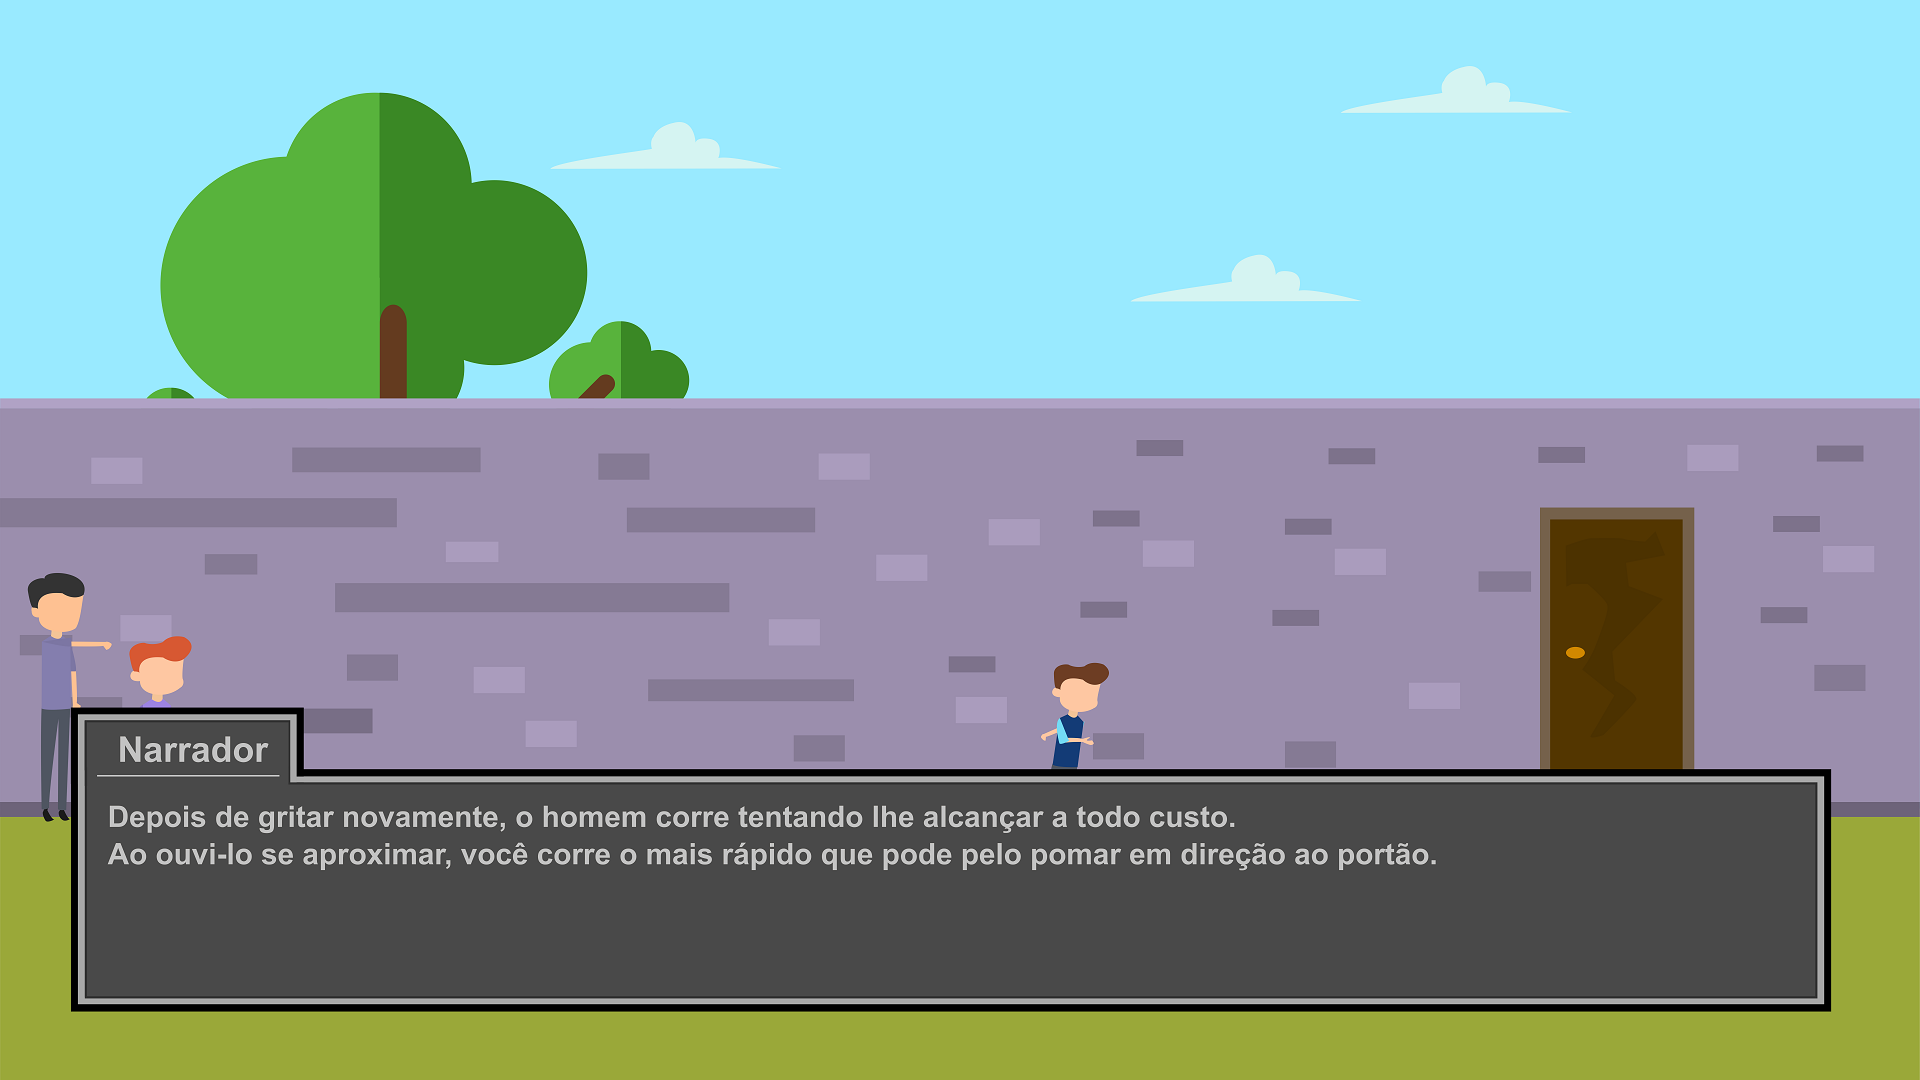 Narrador
Depois de gritar novamente, o homem corre tentando lhe alcançar a todo custo.
Ao ouvi-lo se aproximar, você corre o mais rápido que pode pelo pomar em direção ao portão.